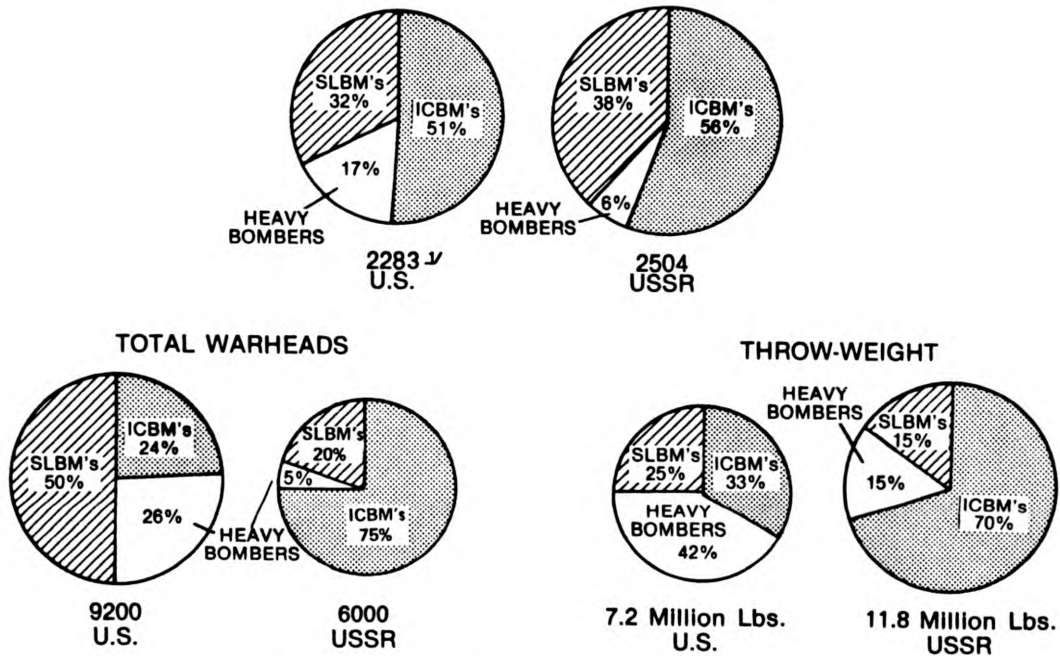 SLBM's
32%
ICBM's
51%
17%
HEAVY
BOMBERS
2283 1/
U.S.
SLBM's
38%
ICBM's
56%
6%
HEAVY
BOMBERS
2504
USSR
TOTAL WARHEADS
ICBM's
24%
SLBM's
50%
26%
HEAVY
BOMBERS
9200
U.S.
SLBM's
20%
5%
ICBM's
75%
6000
USSR
THROW-WEIGHT
SLBM's
25%
ICBM's
33%
HEAVY
BOMBERS
42%
7.2 Million Lbs.
U.S.
HEAVY
BOMBERS
SLBM's
15%
15%
ICBM's
70%
11.8 Million Lbs.
USSR